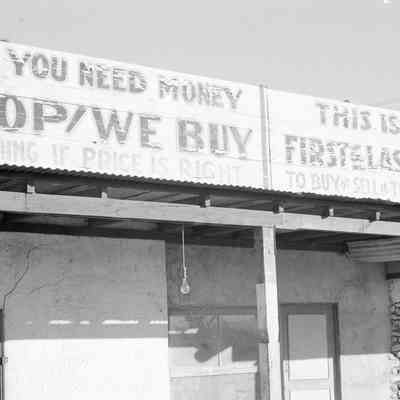 YOU NEED MONEY
OP/WE BUY
HING IF PRICE IS RIGHT
THIS IS
FIRST & LAS
TO BUY or SELL & T